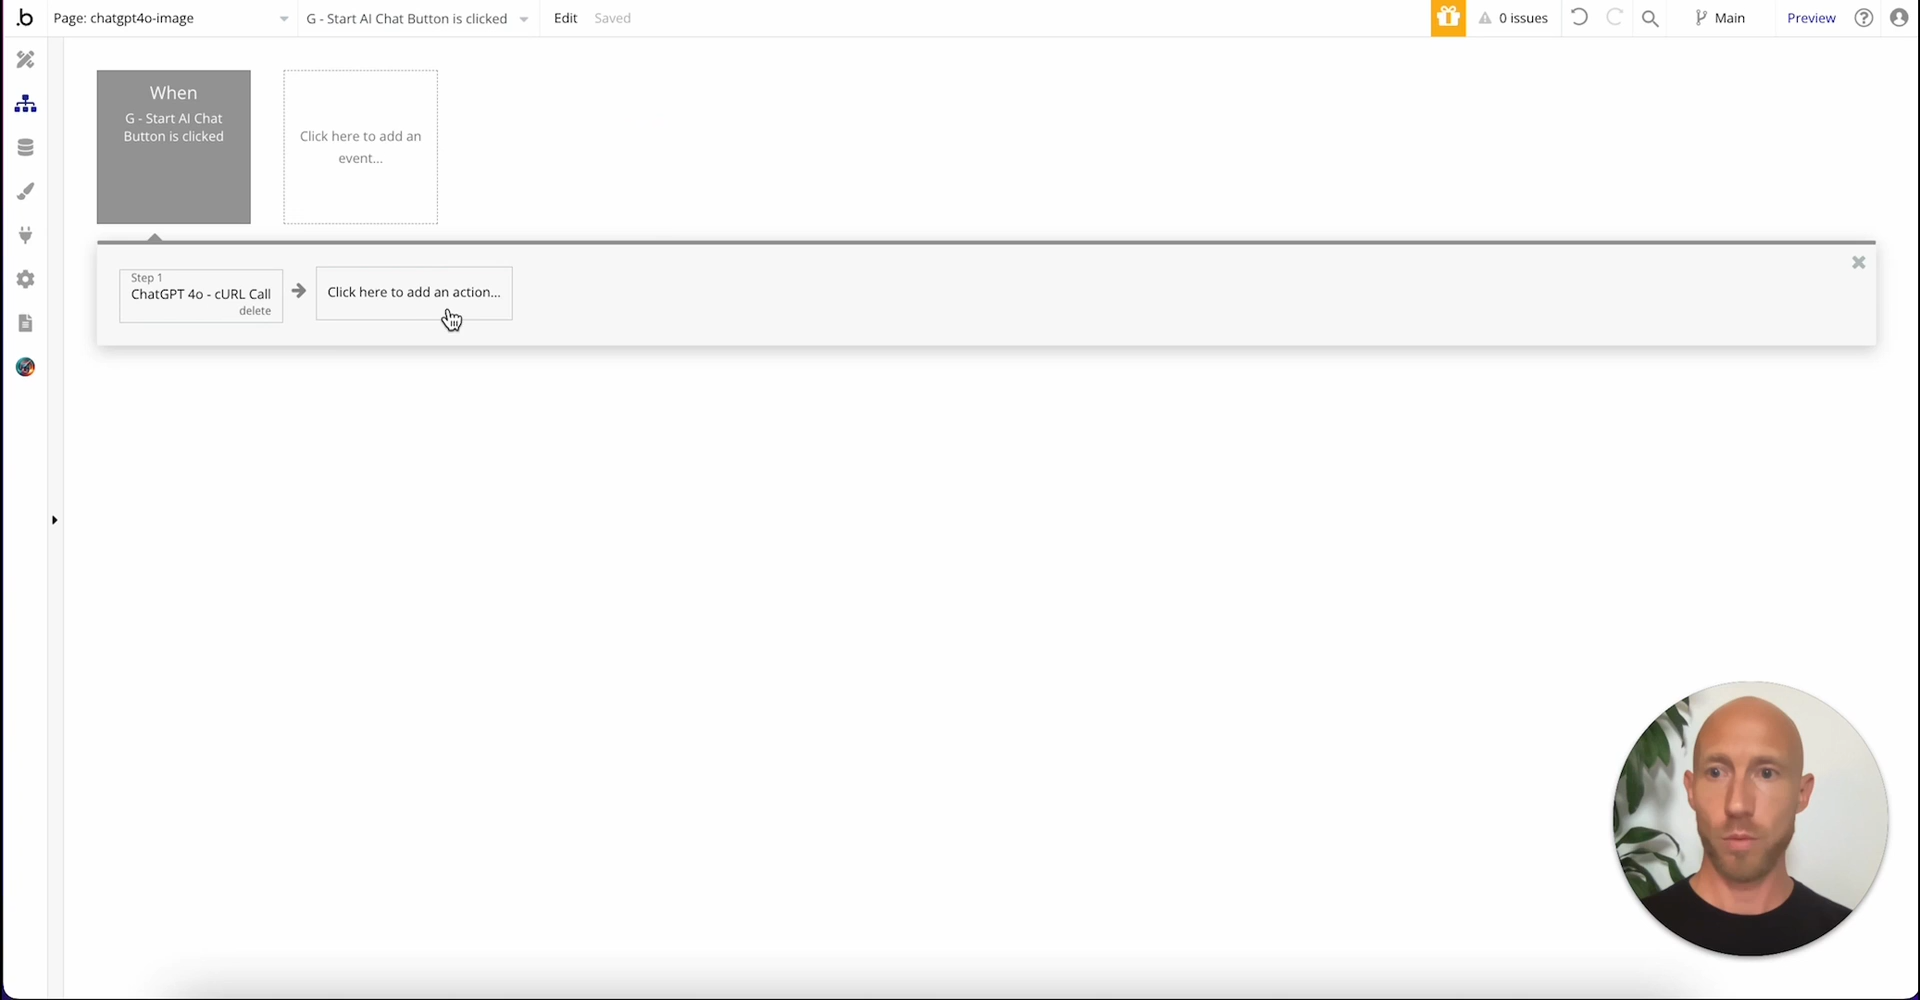 .b Page: chatgpt4o-image G - Start AI Chat Button is clicked Edit Saved 0 issues Main Preview ?
When
G - Start AI Chat
Button is clicked
Click here to add an
event...
Step 1
ChatGPT 4o - cURL Call
delete
Click here to add an action...